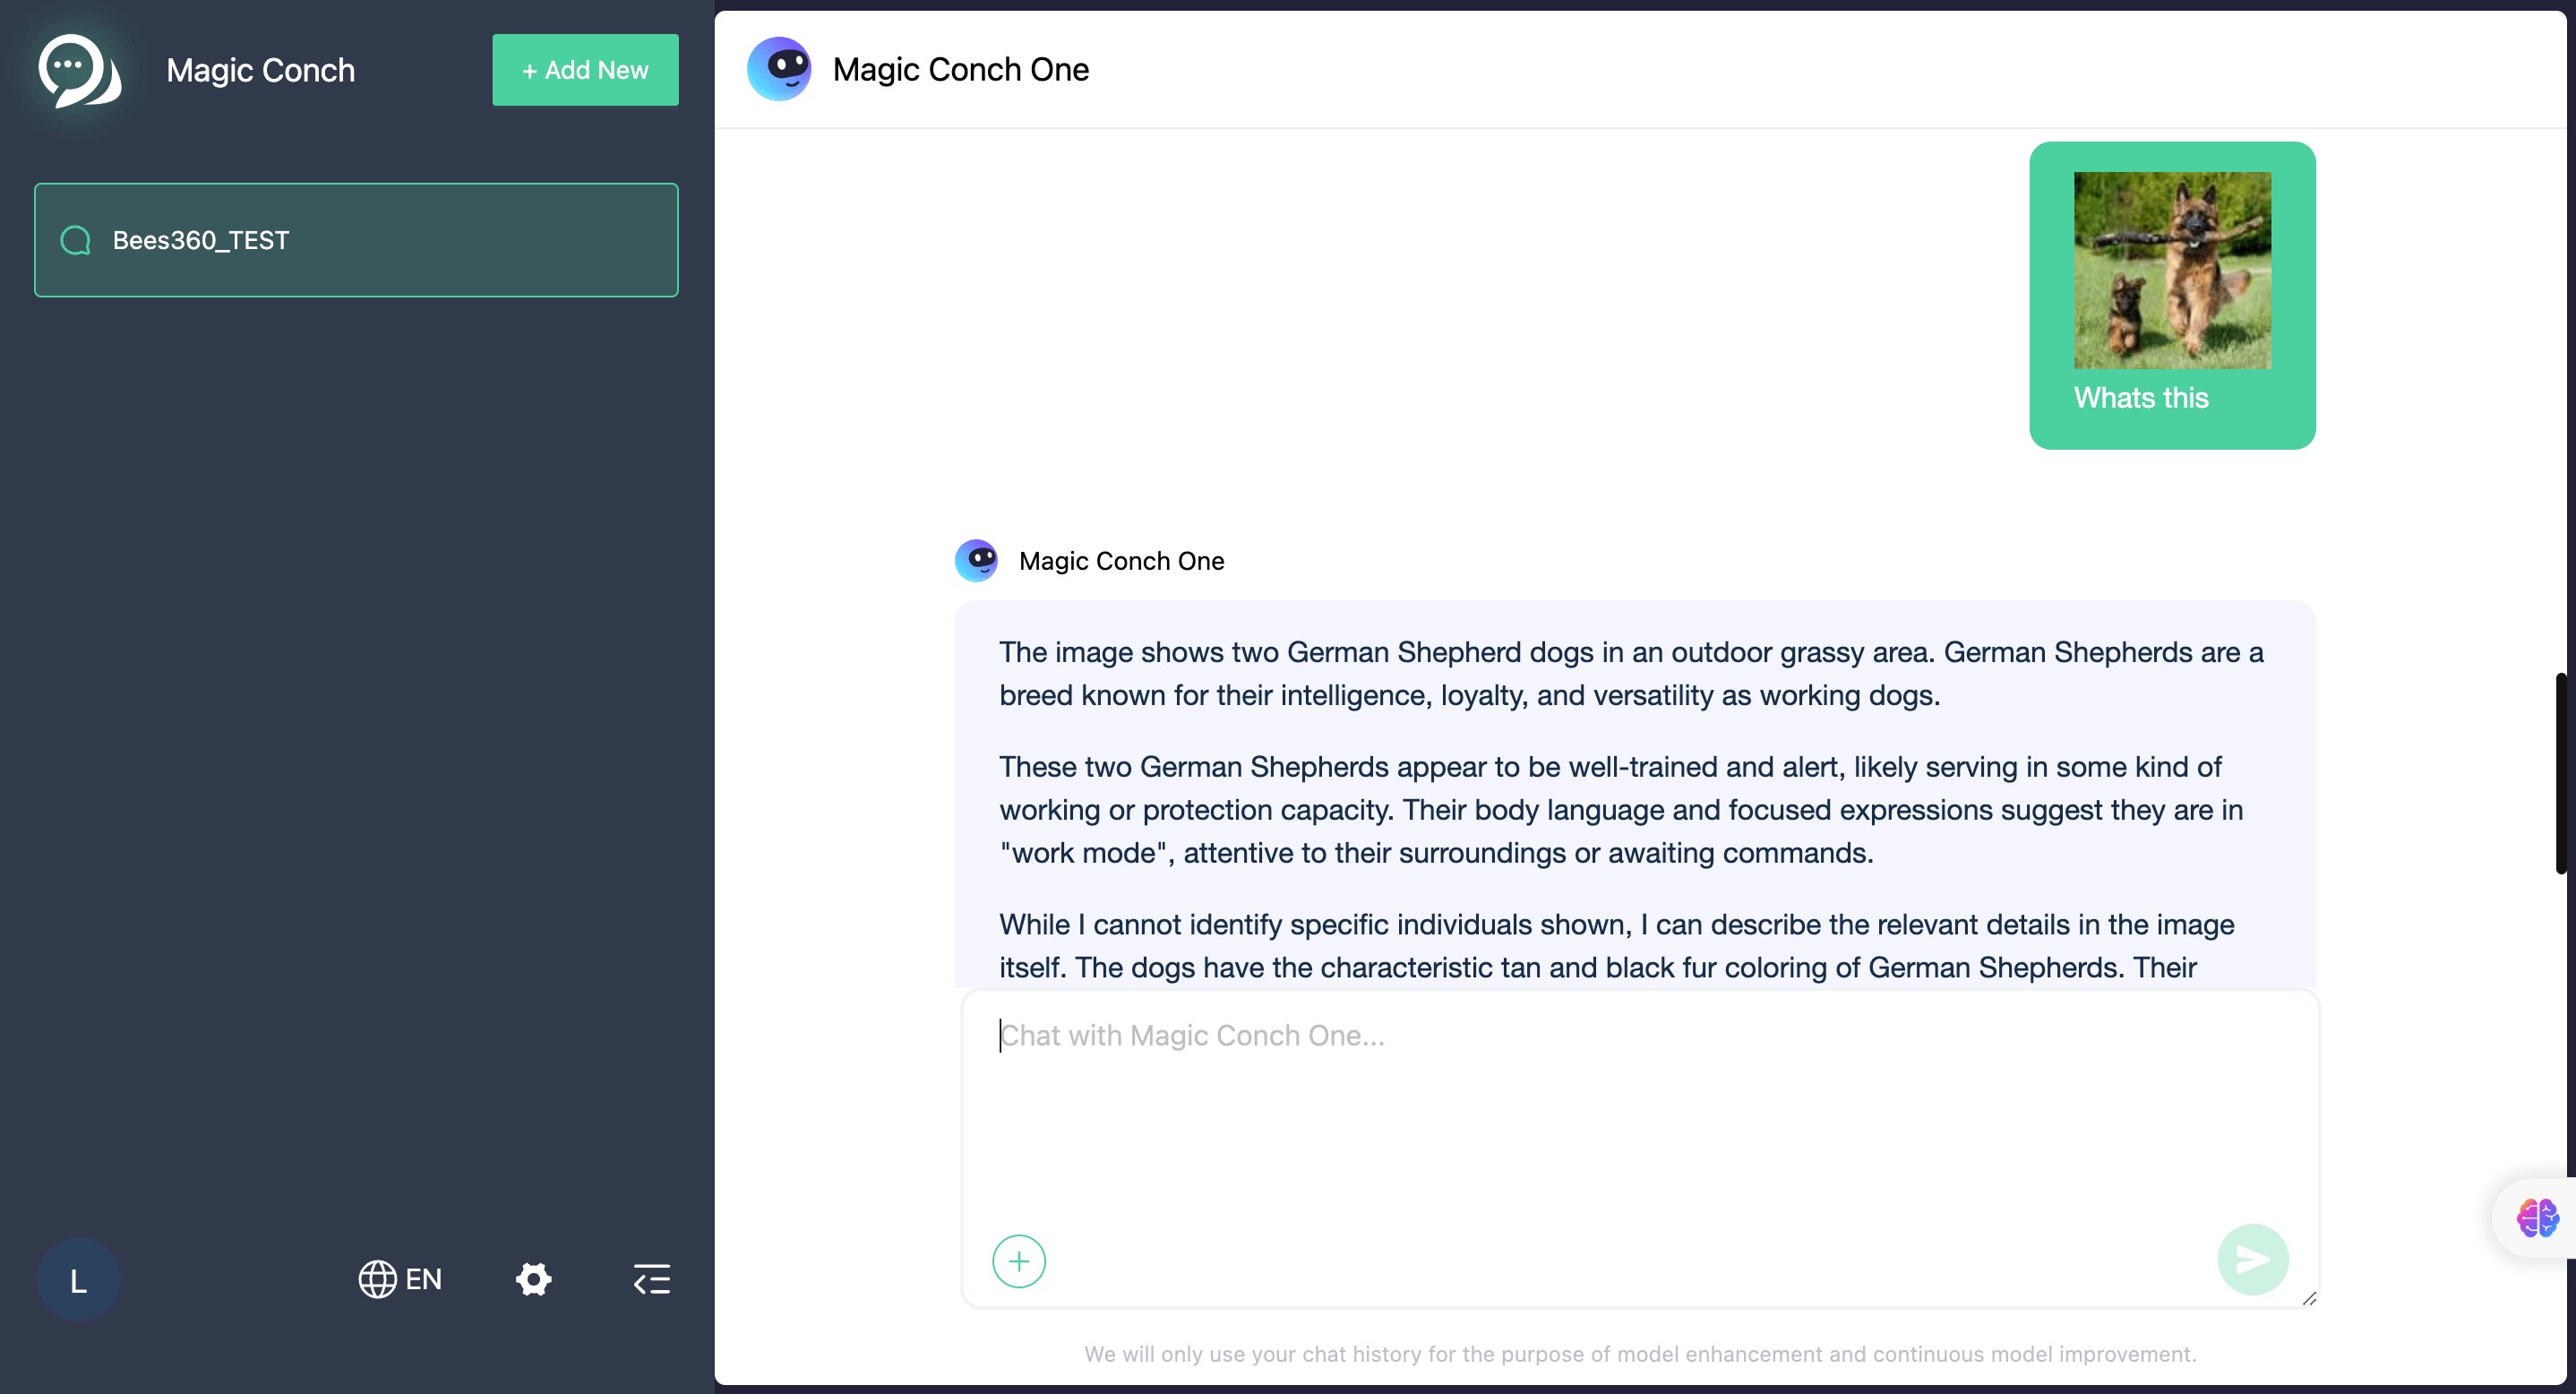 Magic Conch
+ Add New
Bees360_TEST
L
EN
Magic Conch One
Whats this
Magic Conch One
The image shows two German Shepherd dogs in an outdoor grassy area. German Shepherds are a
breed known for their intelligence, loyalty, and versatility as working dogs.
These two German Shepherds appear to be well-trained and alert, likely serving in some kind of
working or protection capacity. Their body language and focused expressions suggest they are in
"work mode", attentive to their surroundings or awaiting commands.
While I cannot identify specific individuals shown, I can describe the relevant details in the image
itself. The dogs have the characteristic tan and black fur coloring of German Shepherds. Their
Chat with Magic Conch One...
We will only use your chat history for the purpose of model enhancement and continuous model improvement.